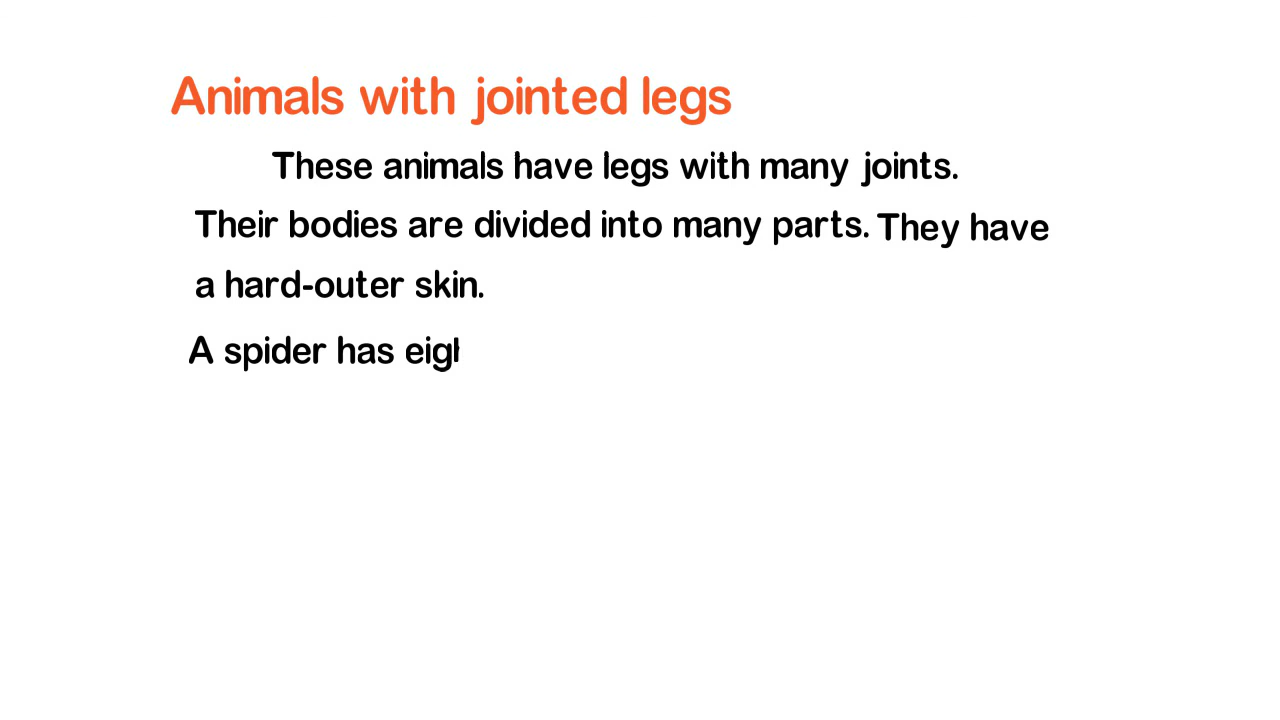 Animals with jointed legs
These animals have legs with many joints.
Their bodies are divided into many parts. They have
a hard-outer skin.
A spider has